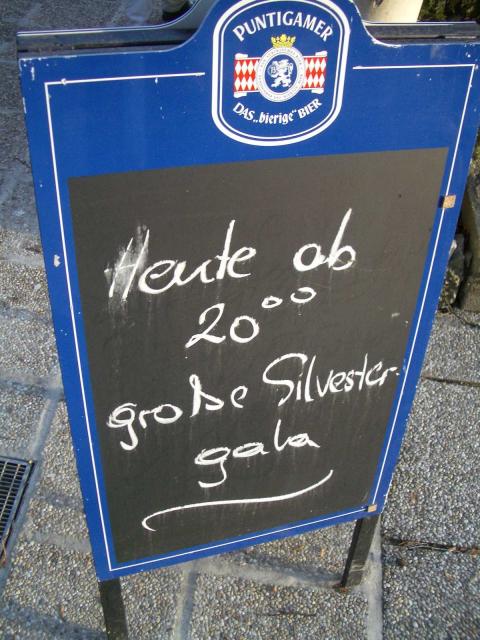 PUNTIGAMER
DAS „bierige" BIER
Heute ab
20⁰⁰
große Silvester-
gala